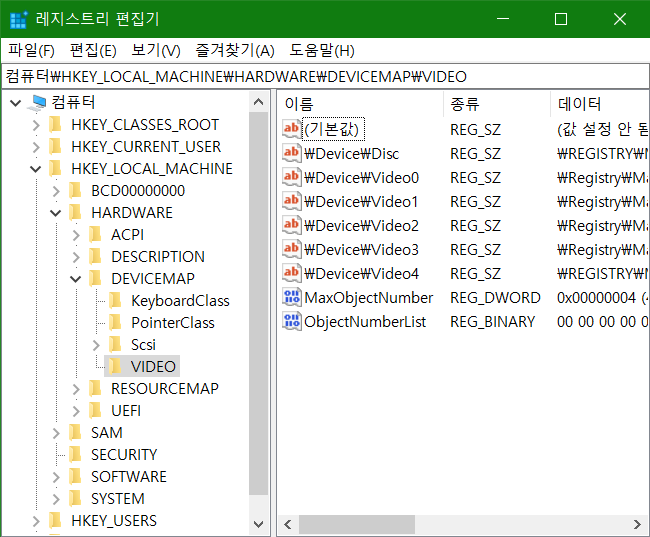 레지스트리 편집기
파일(F) 편집(E) 보기(V) 즐겨찾기(A) 도움말(H)
컴퓨터₩HKEY_LOCAL_MACHINE₩HARDWARE₩DEVICEMAP₩VIDEO
컴퓨터
HKEY_CLASSES_ROOT
HKEY_CURRENT_USER
HKEY_LOCAL_MACHINE
BCD00000000
HARDWARE
ACPI
DESCRIPTION
DEVICEMAP
KeyboardClass
PointerClass
Scsi
VIDEO
RESOURCEMAP
UEFI
SAM
SECURITY
SOFTWARE
SYSTEM
HKEY_USERS
이름 종류 데이터
(기본값) REG_SZ (값 설정 안 됨
₩Device₩Disc REG_SZ ₩REGISTRY₩
₩Device₩Video0 REG_SZ ₩Registry₩Ma
₩Device₩Video1 REG_SZ ₩Registry₩Ma
₩Device₩Video2 REG_SZ ₩Registry₩Ma
₩Device₩Video3 REG_SZ ₩Registry₩Ma
₩Device₩Video4 REG_SZ ₩REGISTRY₩
MaxObjectNumber REG_DWORD 0x00000004 (4
ObjectNumberList REG_BINARY 00 00 00 00 0